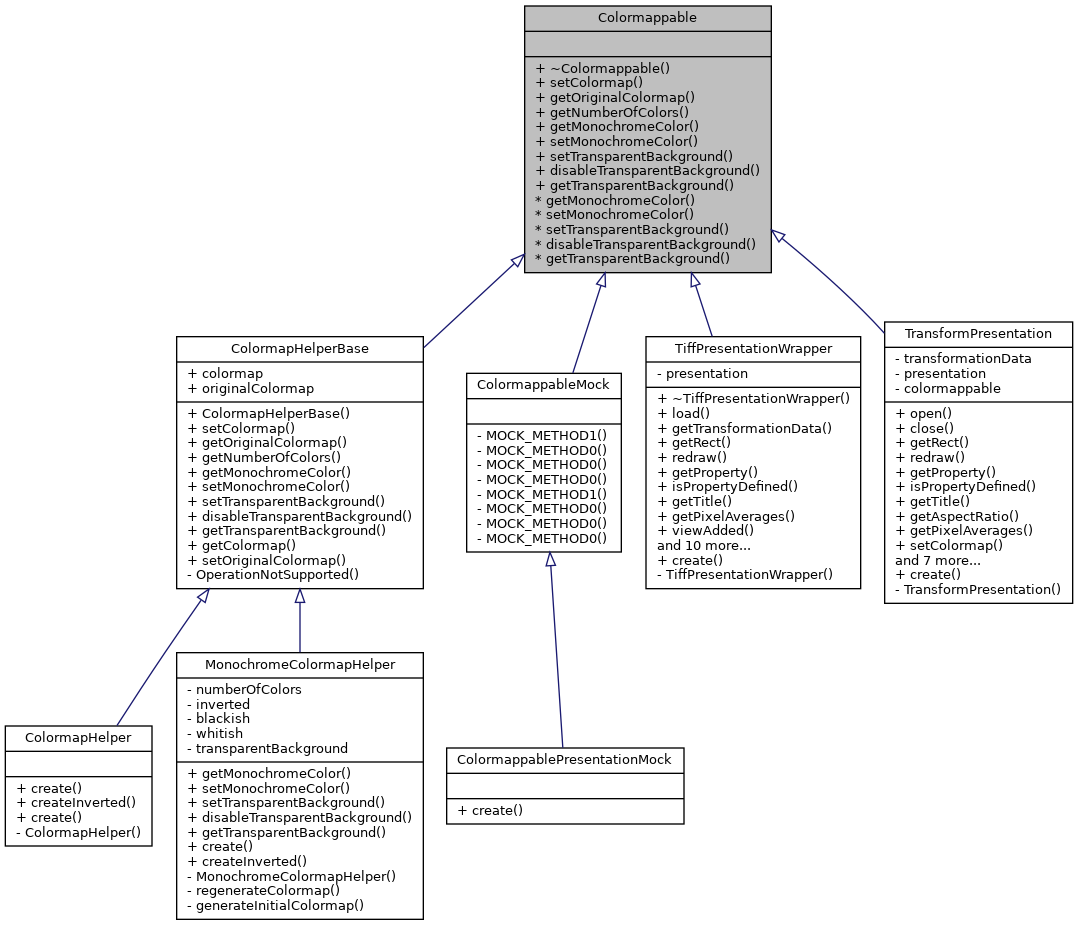 Colormappable
+ ~Colormappable()
+ setColormap()
+ getOriginalColormap()
+ getNumberOfColors()
+ getMonochromeColor()
+ setMonochromeColor()
+ setTransparentBackground()
+ disableTransparentBackground()
+ getTransparentBackground()
* getMonochromeColor()
* setMonochromeColor()
* setTransparentBackground()
* disableTransparentBackground()
* getTransparentBackground()
ColormapHelperBase
+ colormap
+ originalColormap
+ ColormapHelperBase()
+ setColormap()
+ getOriginalColormap()
+ getNumberOfColors()
+ getMonochromeColor()
+ setMonochromeColor()
+ setTransparentBackground()
+ disableTransparentBackground()
+ getTransparentBackground()
+ getColormap()
+ setOriginalColormap()
- OperationNotSupported()
ColormappableMock
- MOCK_METHOD1()
- MOCK_METHOD0()
- MOCK_METHOD0()
- MOCK_METHOD0()
- MOCK_METHOD1()
- MOCK_METHOD0()
- MOCK_METHOD0()
- MOCK_METHOD0()
TiffPresentationWrapper
- presentation
+ ~TiffPresentationWrapper()
+ load()
+ getTransformationData()
+ getRect()
+ redraw()
+ getProperty()
+ isPropertyDefined()
+ getTitle()
+ getPixelAverages()
+ viewAdded()
and 10 more...
+ create()
- TiffPresentationWrapper()
TransformPresentation
- transformationData
- presentation
- colormappable
+ open()
+ close()
+ getRect()
+ redraw()
+ getProperty()
+ isPropertyDefined()
+ getTitle()
+ getAspectRatio()
+ getPixelAverages()
+ setColormap()
and 7 more...
+ create()
- TransformPresentation()
ColormapHelper
+ create()
+ createInverted()
+ create()
- ColormapHelper()
MonochromeColormapHelper
- numberOfColors
- inverted
- blackish
- whitish
- transparentBackground
+ getMonochromeColor()
+ setMonochromeColor()
+ setTransparentBackground()
+ disableTransparentBackground()
+ getTransparentBackground()
+ create()
+ createInverted()
- MonochromeColormapHelper()
- regenerateColormap()
- generateInitialColormap()
ColormappablePresentationMock
+ create()